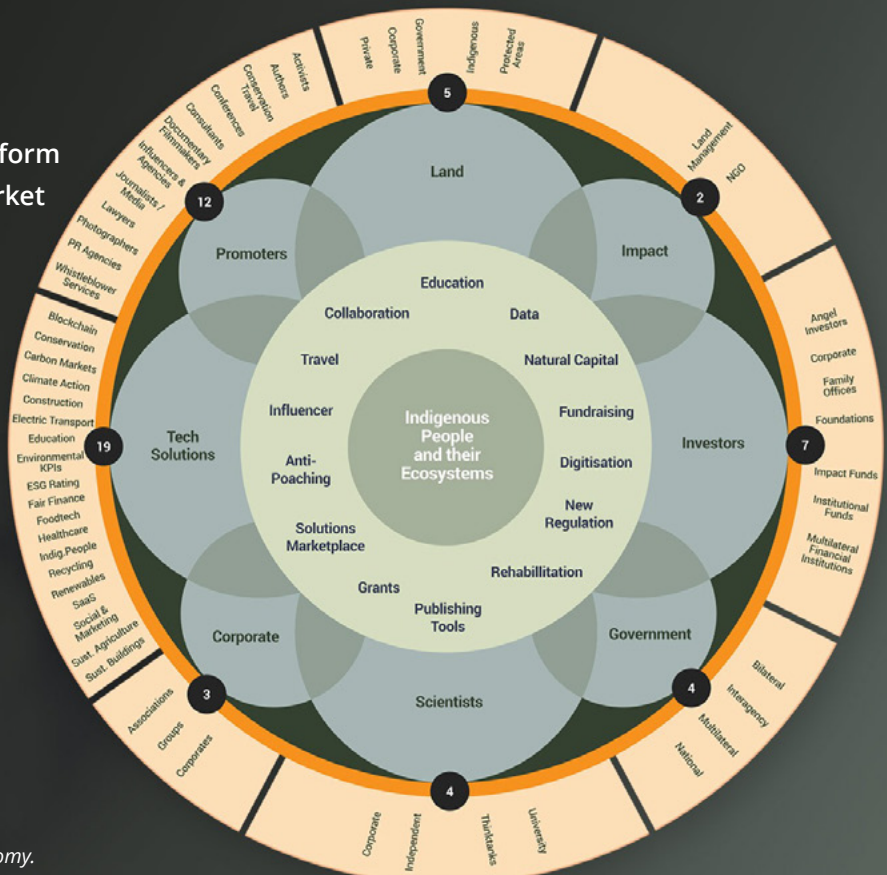 form
rket
omy.
Private
Corporate
Government
Indigenous
Protected
Areas
5
Land
Management
NGO
2
Angel
Investors
Corporate
Family
Offices
Foundations
Impact Funds
Institutional
Funds
Multilateral
Financial
Institutions
7
Bilateral
Interagency
Multilateral
National
4
University
Thinktanks
Independent
Corporate
4
Associations
Groups
Corporates
3
Blockchain
Conservation
Carbon Markets
Climate Action
Construction
Electric Transport
Education
Environmental
KPIs
ESG Rating
Fair Finance
Foodtech
Healthcare
Indig.People
Recycling
Renewables
SaaS
Social &
Marketing
Sust. Agriculture
Sust. Buildings
19
Activists
Authors
Conservation
Travel
Conferences
Consultants
Documentary
Filmmakers
Influencers &
Agencies
Journalists /
Media
Lawyers
Photographers
PR Agencies
Whistleblower
Services
12
Land
Impact
Investors
Government
Scientists
Corporate
Tech
Solutions
Promoters
Education
Data
Natural Capital
Fundraising
Digitisation
New
Regulation
Rehabillitation
Publishing
Tools
Grants
Solutions
Marketplace
Anti-
Poaching
Influencer
Travel
Collaboration
Indigenous
People
and their
Ecosystems